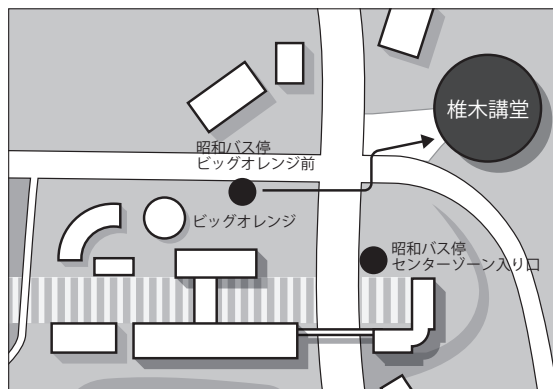 椎木講堂
昭和バス停
ビッグオレンジ前
ビッグオレンジ
昭和バス停
センターゾーン入り口